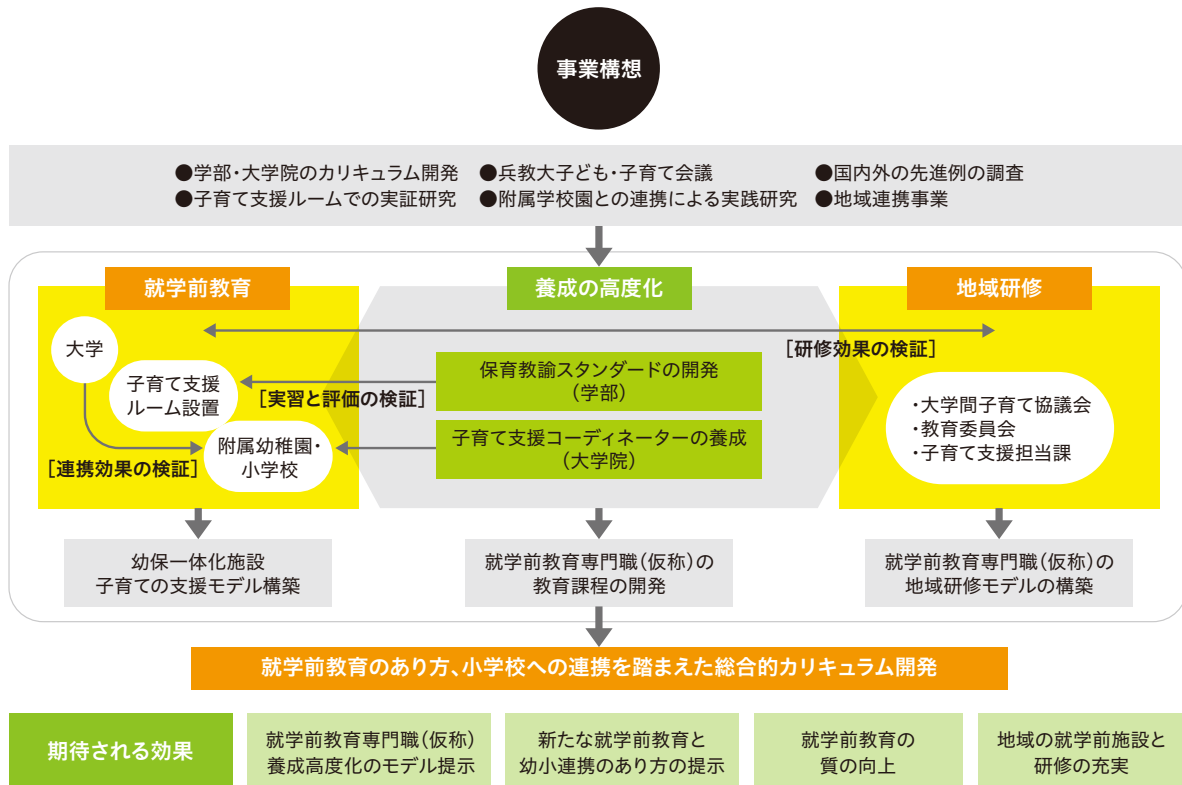 事業構想
●学部・大学院のカリキュラム開発 ●兵教大子ども・子育て会議 ●国内外の先進例の調査
●子育て支援ルームでの実証研究 ●附属学校園との連携による実践研究 ●地域連携事業
就学前教育
養成の高度化
地域研修
大学
子育て支援
ルーム設置
附属幼稚園・
小学校
[連携効果の検証]
[実習と評価の検証]
保育教諭スタンダードの開発
(学部)
子育て支援コーディネーターの養成
(大学院)
[研修効果の検証]
・大学間子育て協議会
・教育委員会
・子育て支援担当課
幼保一体化施設
子育ての支援モデル構築
就学前教育専門職(仮称)の
教育課程の開発
就学前教育専門職(仮称)の
地域研修モデルの構築
就学前教育のあり方、小学校への連携を踏まえた総合的カリキュラム開発
期待される効果
就学前教育専門職(仮称)
養成高度化のモデル提示
新たな就学前教育と
幼小連携のあり方の提示
就学前教育の
質の向上
地域の就学前施設と
研修の充実